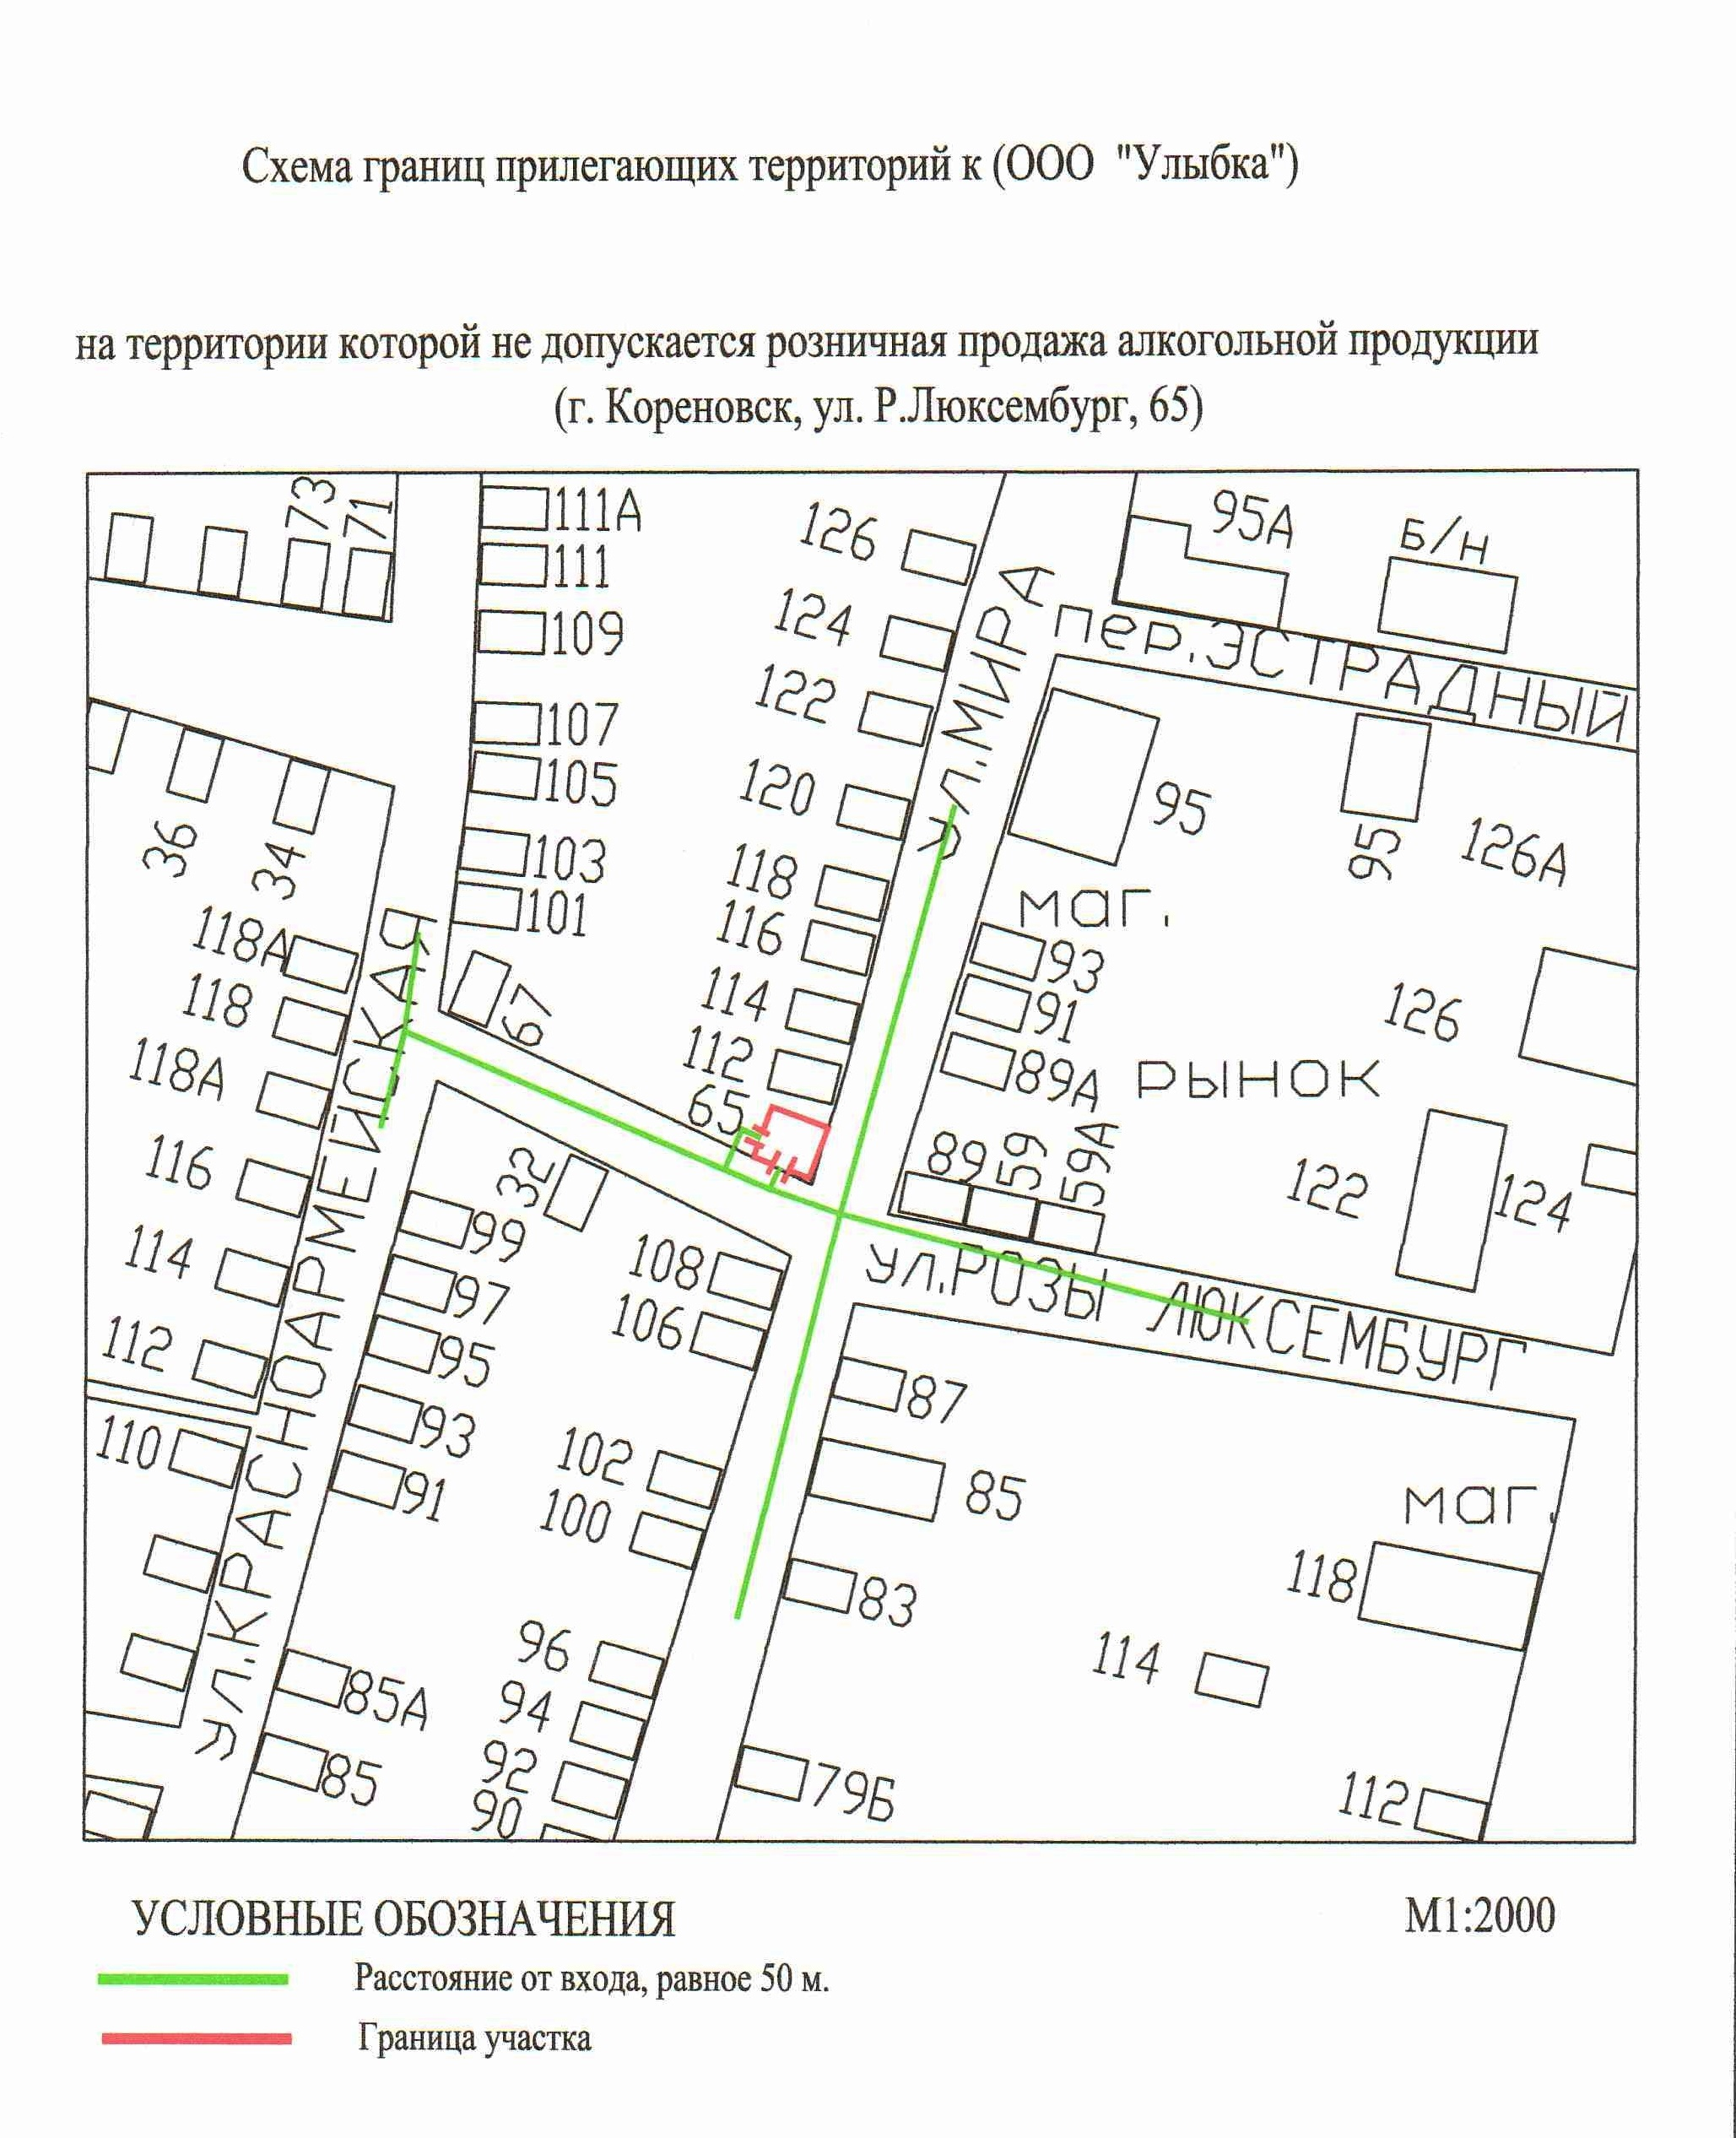 Схема границ прилегающих территорий к (ООО "Улыбка")
на территории которой не допускается розничная продажа алкогольной продукции
(г. Кореновск, ул. Р.Люксембург, 65)
73
71
111А
111
109
107
105
103
101
67
126
124
122
120
118
116
114
112
65
95А
Б/Н
ул.МИРА
пер.ЭСТРАДНЫЙ
95
95
126А
маг.
93
91
89А
РЫНОК
126
89
59
59А
122
124
36
34
118А
118
118А
116
114
112
110
УЛ.КРАСНОАРМЕЙСКАЯ
32
99
97
95
93
91
85А
85
108
106
102
100
96
94
92
90
ул.РОЗЫ ЛЮКСЕМБУРГ
87
85
83
79Б
маг.
118
114
112
УСЛОВНЫЕ ОБОЗНАЧЕНИЯ
М1:2000
Расстояние от входа, равное 50 м.
Граница участка